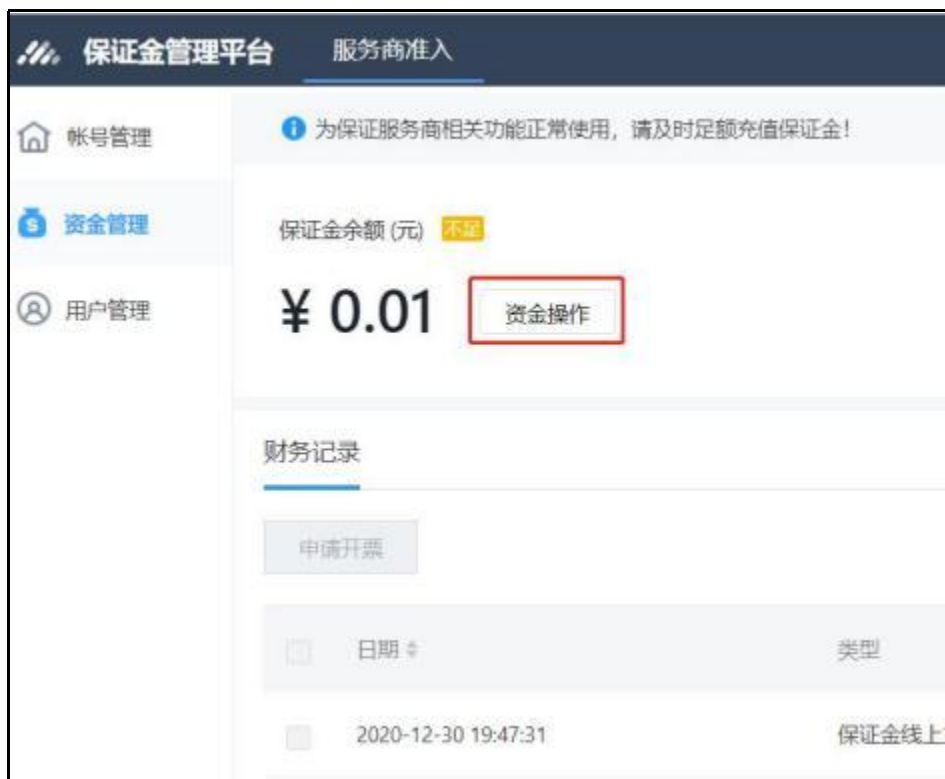 保证金管理平台 服务商准入
帐号管理
为保证服务商相关功能正常使用，请及时足额充值保证金！
资金管理
保证金余额 (元) 不足
用户管理
¥ 0.01 资金操作
财务记录
申请开票
日期 类型
2020-12-30 19:47:31 保证金线上